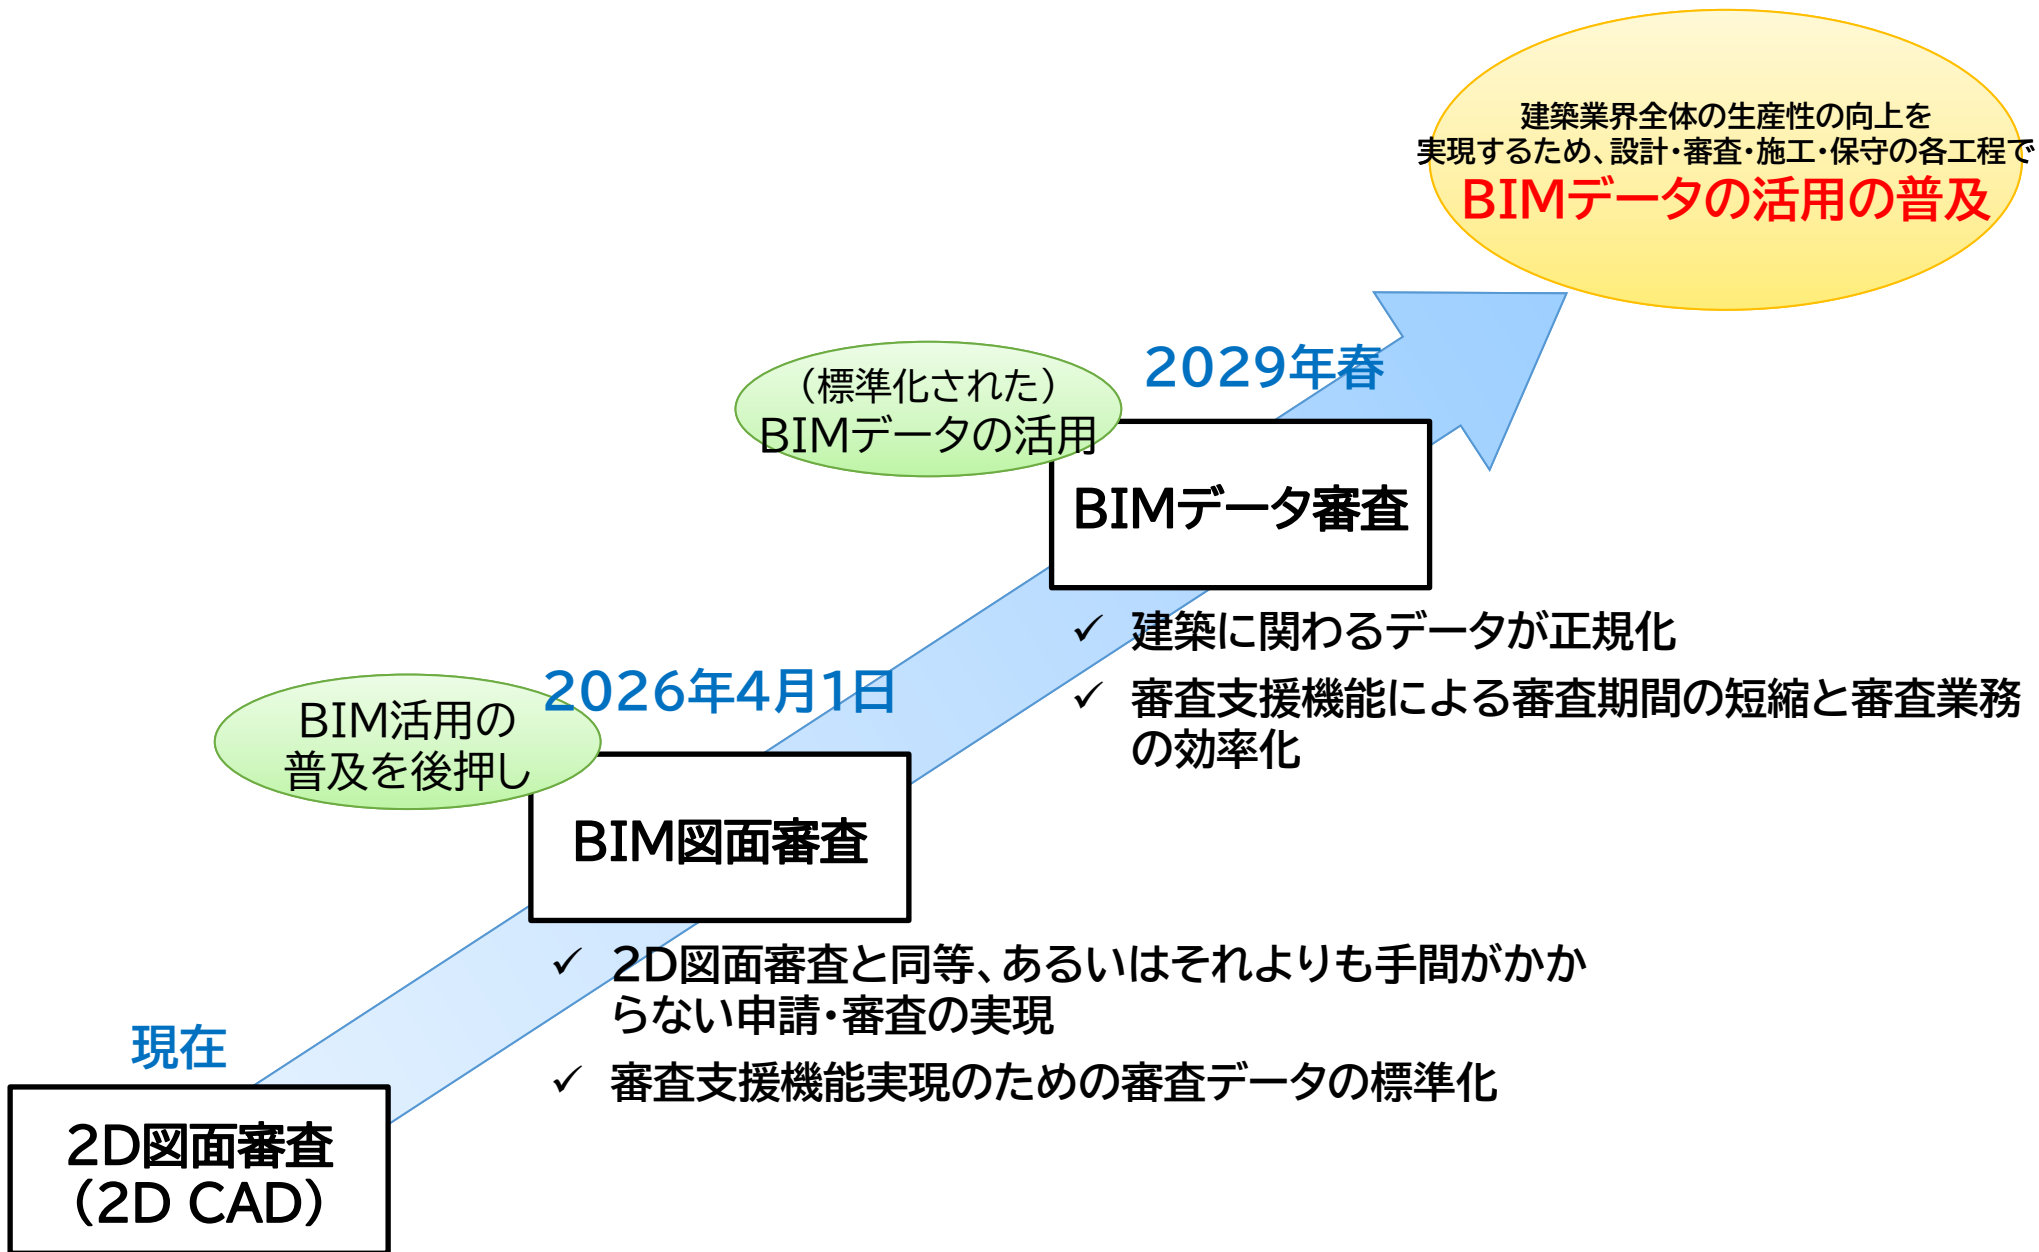 建築業界全体の生産性の向上を
実現するため、設計・審査・施工・保守の各工程で
BIMデータの活用の普及
2029年春
（標準化された）
BIMデータの活用
BIMデータ審査
✓ 建築に関わるデータが正規化
✓ 審査支援機能による審査期間の短縮と審査業務
の効率化
2026年4月1日
BIM活用の
普及を後押し
BIM図面審査
✓ 2D図面審査と同等、あるいはそれよりも手間がかか
らない申請・審査の実現
✓ 審査支援機能実現のための審査データの標準化
現在
2D図面審査
（2D CAD）